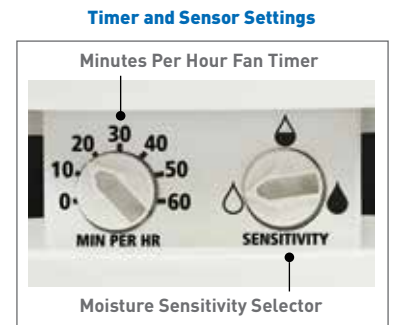 Timer and Sensor Settings
Minutes Per Hour Fan Timer
30
20 40
10 50
0 60
MIN PER HR SENSITIVITY
Moisture Sensitivity Selector